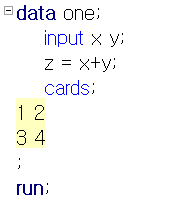 data one;
input x y;
z = x+y;
cards;
1 2
3 4
;
run;